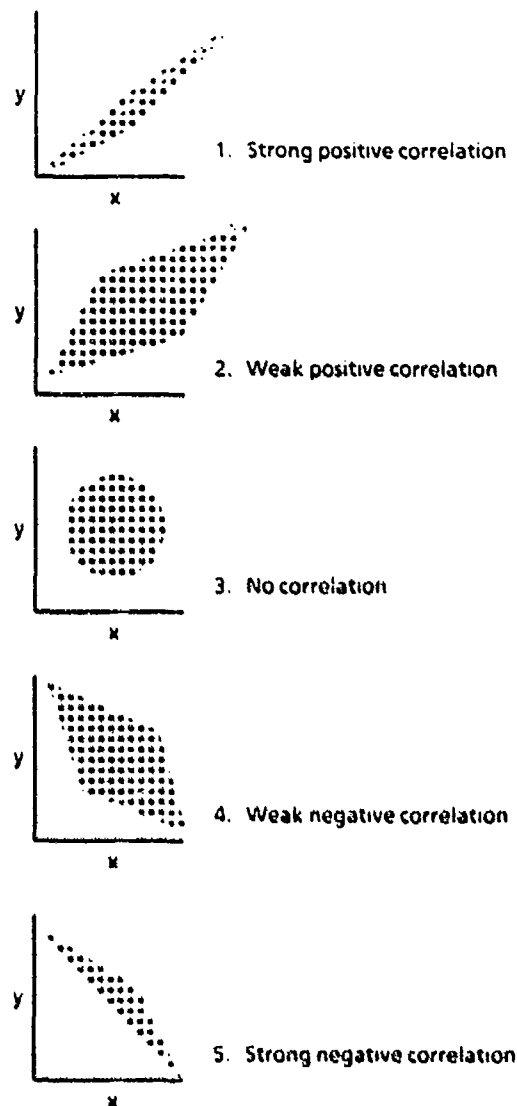 y
1. Strong positive correlation
x
y
2. Weak positive correlation
x
y
3. No correlation
x
y
4. Weak negative correlation
x
y
5. Strong negative correlation
x